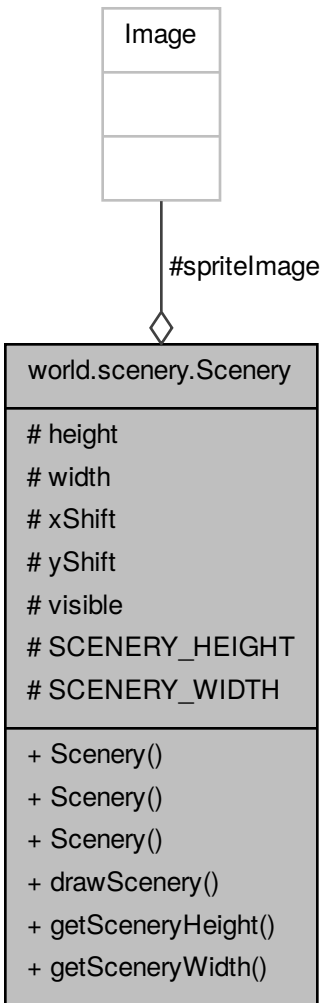 Image
#spriteImage
world.scenery.Scenery
# height
# width
# xShift
# yShift
# visible
# SCENERY_HEIGHT
# SCENERY_WIDTH
+ Scenery()
+ Scenery()
+ Scenery()
+ drawScenery()
+ getSceneryHeight()
+ getSceneryWidth()